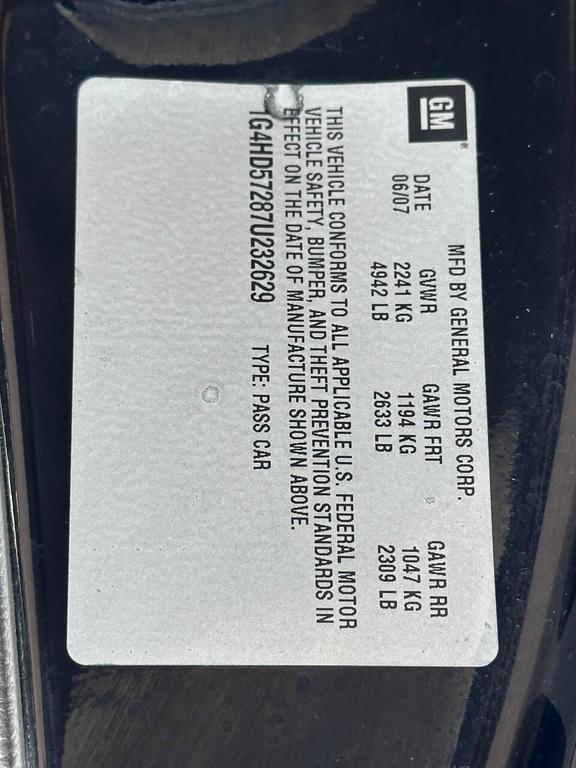 GM®
MFD BY GENERAL MOTORS CORP.
DATE GVWR GAWR FRT GAWR RR
06/07 2241 KG 1194 KG 1047 KG
4942 LB 2633 LB 2309 LB
THIS VEHICLE CONFORMS TO ALL APPLICABLE U.S. FEDERAL MOTOR
VEHICLE SAFETY, BUMPER, AND THEFT PREVENTION STANDARDS IN
EFFECT ON THE DATE OF MANUFACTURE SHOWN ABOVE.
1G4HD57287U232629 TYPE: PASS CAR